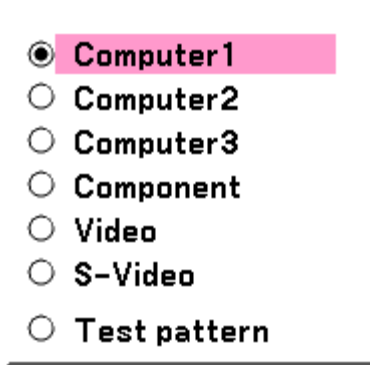 Computer1
Computer2
Computer3
Component
Video
S-Video
Test pattern